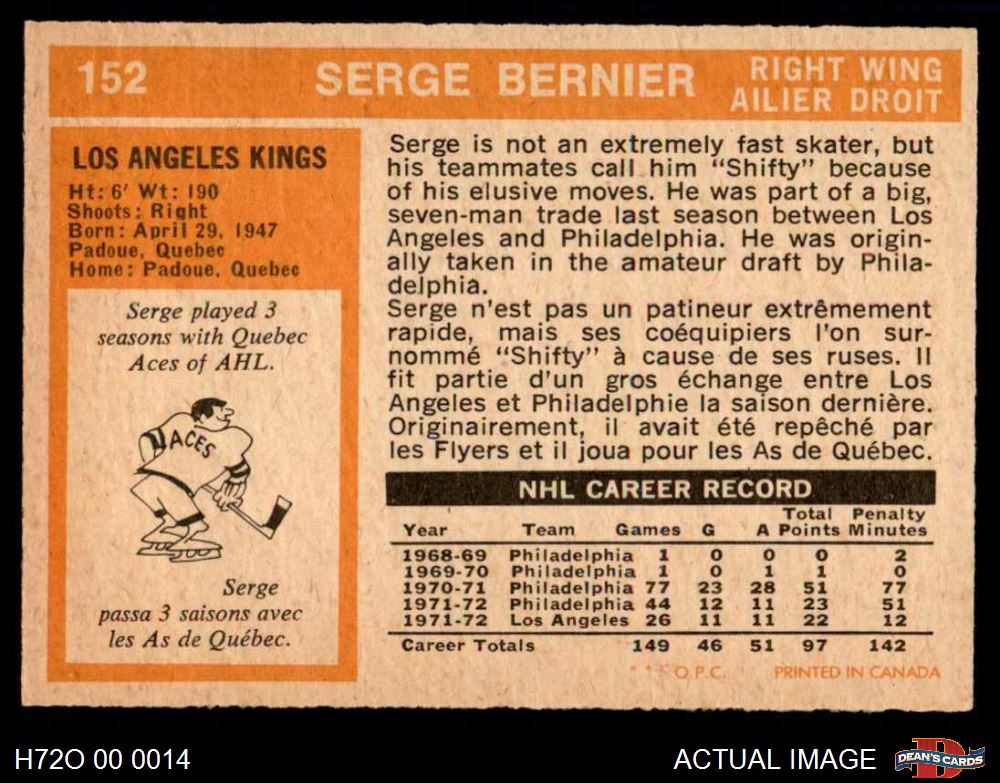 152 SERGE BERNIER RIGHT WING
AILIER DROIT
LOS ANGELES KINGS
Ht: 6' Wt: 190
Shoots: Right
Born: April 29, 1947
Padoue, Quebec
Home: Padoue, Quebec
Serge played 3
seasons with Quebec
Aces of AHL.
ACES
Serge
passa 3 saisons avec
les As de Québec.
Serge is not an extremely fast skater, but
his teammates call him "Shifty" because
of his elusive moves. He was part of a big,
seven-man trade last season between Los
Angeles and Philadelphia. He was origin-
ally taken in the amateur draft by Phila-
delphia.
Serge n'est pas un patineur extrêmement
rapide, mais ses coéquipiers l'on sur-
nommé "Shifty" à cause de ses ruses. Il
fit partie d'un gros échange entre Los
Angeles et Philadelphie la saison dernière.
Originairement, il avait été repêché par
les Flyers et il joua pour les As de Québec.
NHL CAREER RECORD
Total Penalty
Year Team Games G A Points Minutes
1968-69 Philadelphia 1 0 0 0 2
1969-70 Philadelphia 1 0 1 1 0
1970-71 Philadelphia 77 23 28 51 77
1971-72 Philadelphia 44 12 11 23 51
1971-72 Los Angeles 26 11 11 22 12
Career Totals 149 46 51 97 142
O.P.C. PRINTED IN CANADA
H72O 00 0014 ACTUAL IMAGE DEAN'S CARDS